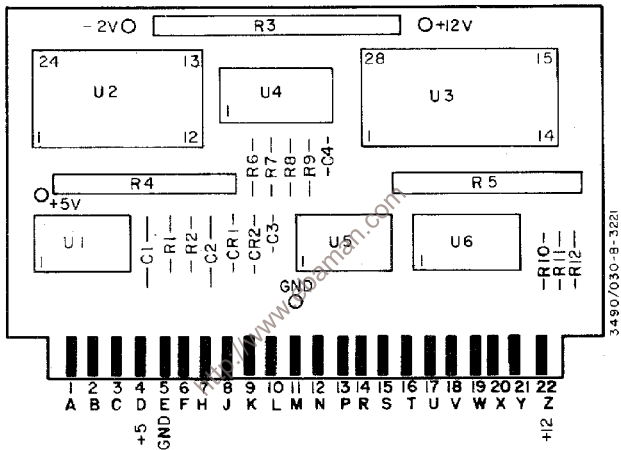 -2V R3 +12V
24 13 28 15
U2 U4 U3
1 12 1 1 14
-R6- -R7- -R8- -R9- -C4-
R4 R5
+5V
U1 -C1- -R1- -R2- -C2- -CR1- -CR2- -C3- U5 U6
1 1 1
-R10- -R11- -R12-
GND
3490/030-8-3221
1 2 3 4 5 6 7 8 9 10 11 12 13 14 15 16 17 18 19 20 21 22
A B C D E F H J K L M N P R S T U V W X Y Z
+5 GND +12